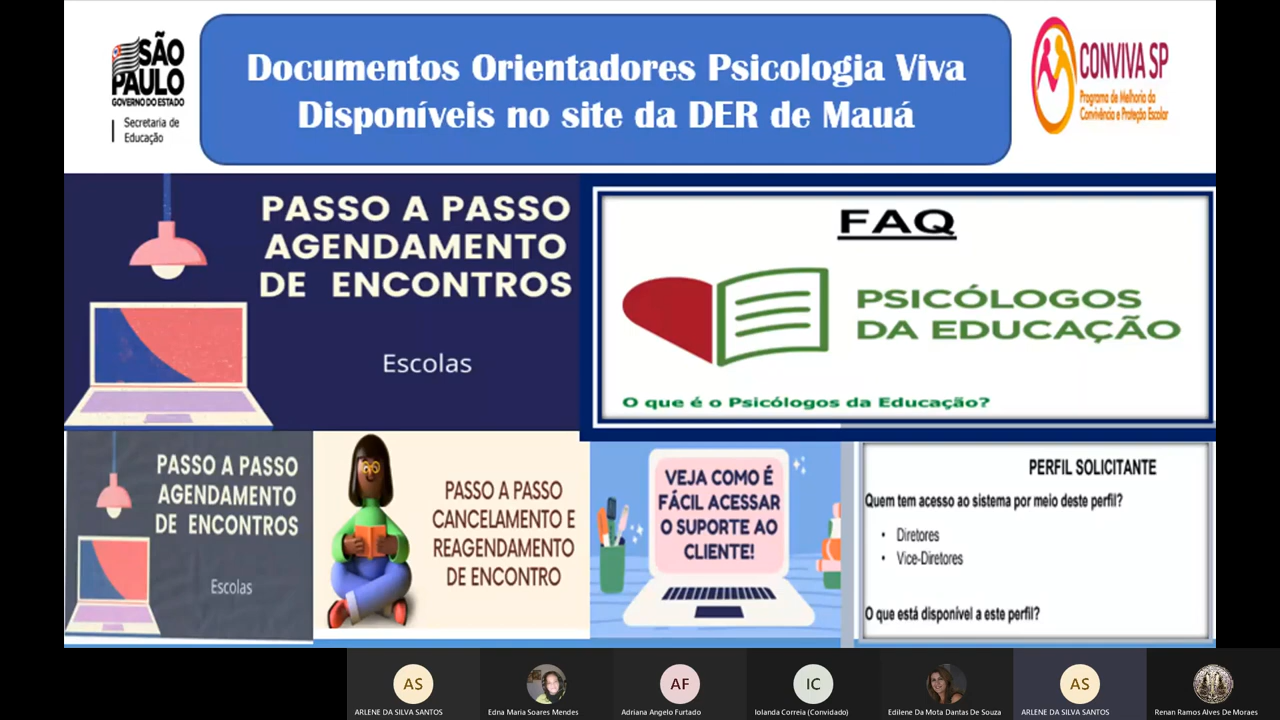 SÃO
PAULO
GOVERNO DO ESTADO
Secretaria de
Educação
Documentos Orientadores Psicologia Viva
Disponíveis no site da DER de Mauá
CONVIVA SP
Programa de Melhoria da
Convivência e Proteção Escolar
PASSO A PASSO
AGENDAMENTO
DE ENCONTROS
Escolas
FAQ
PSICÓLOGOS
DA EDUCAÇÃO
O que é o Psicólogos da Educação?
PASSO A PASSO
AGENDAMENTO
DE ENCONTROS
Escolas
PASSO A PASSO
CANCELAMENTO E
REAGENDAMENTO
DE ENCONTRO
VEJA COMO É
FÁCIL ACESSAR
O SUPORTE AO
CLIENTE!
PERFIL SOLICITANTE
Quem tem acesso ao sistema por meio deste perfil?
• Diretores
• Vice-Diretores
O que está disponível a este perfil?
AS
ARLENE DA SILVA SANTOS
Edna Maria Soares Mendes
AF
Adriana Angelo Furtado
IC
Iolanda Correia (Convidado)
Edilene Da Mota Dantas De Souza
AS
ARLENE DA SILVA SANTOS
Renan Ramos Alves De Moraes